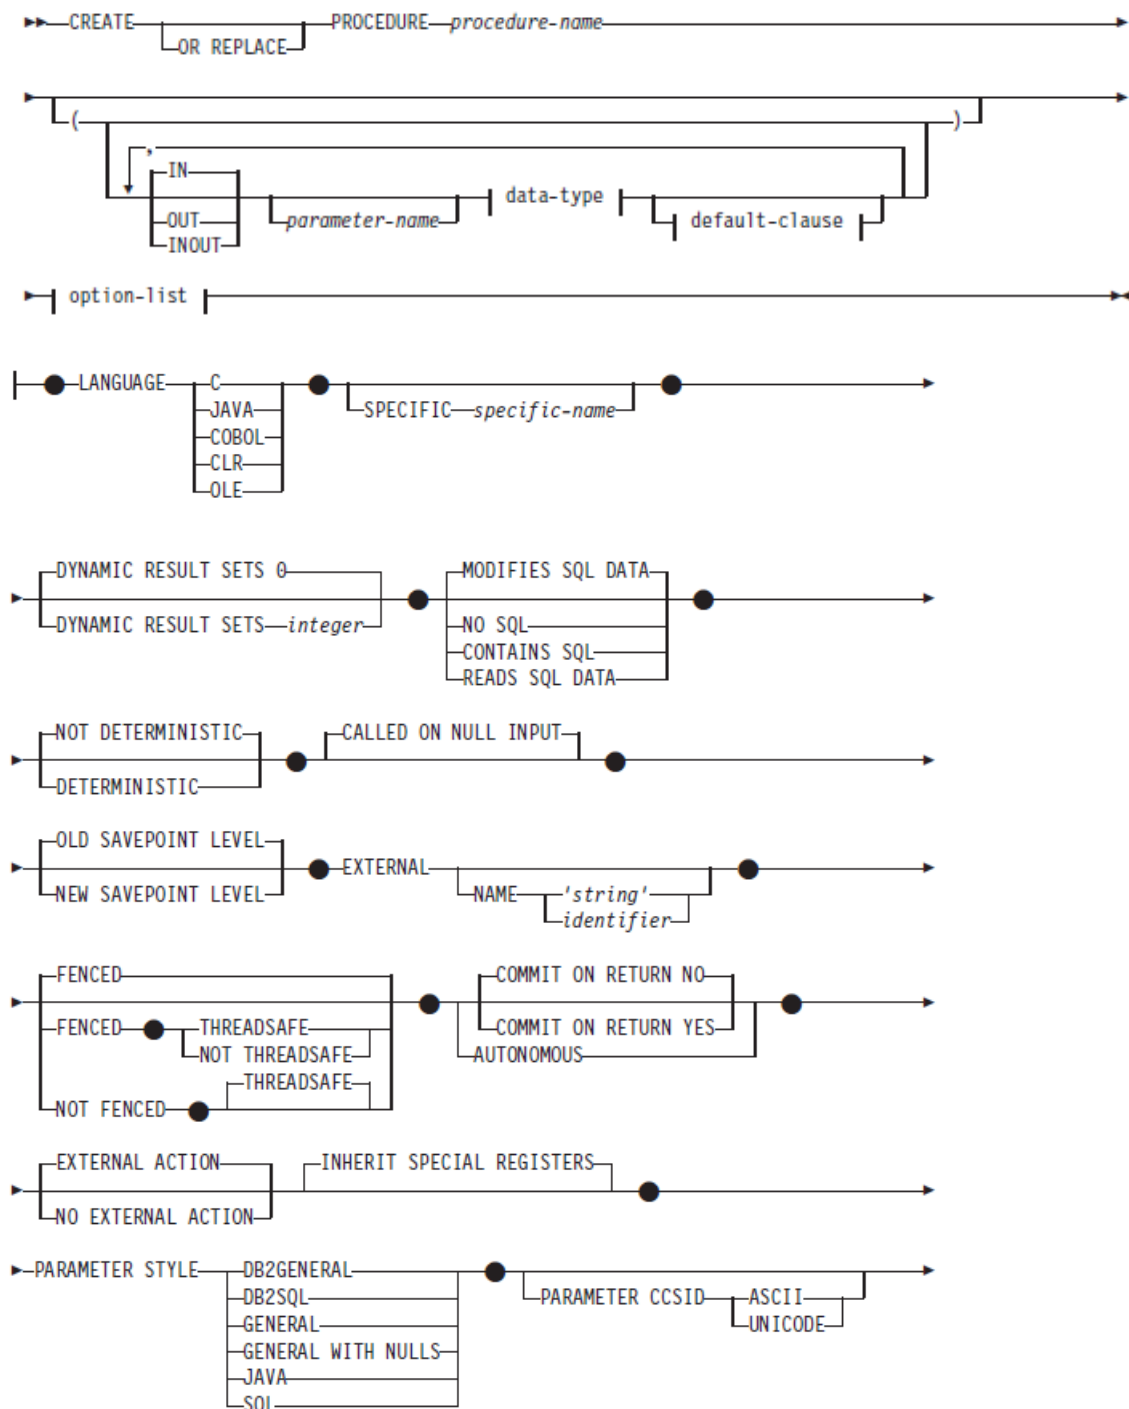 CREATE OR REPLACE PROCEDURE procedure-name
(
,
IN
OUT
INOUT
parameter-name
data-type
default-clause
)
option-list
LANGUAGE C
JAVA
COBOL
CLR
OLE
SPECIFIC specific-name
DYNAMIC RESULT SETS 0
DYNAMIC RESULT SETS integer
MODIFIES SQL DATA
NO SQL
CONTAINS SQL
READS SQL DATA
NOT DETERMINISTIC
DETERMINISTIC
CALLED ON NULL INPUT
OLD SAVEPOINT LEVEL
NEW SAVEPOINT LEVEL
EXTERNAL
NAME 'string'
identifier
FENCED
FENCED THREADSAFE
NOT THREADSAFE
THREADSAFE
NOT FENCED
COMMIT ON RETURN NO
COMMIT ON RETURN YES
AUTONOMOUS
EXTERNAL ACTION
NO EXTERNAL ACTION
INHERIT SPECIAL REGISTERS
PARAMETER STYLE DB2GENERAL
DB2SQL
GENERAL
GENERAL WITH NULLS
JAVA
SQL
PARAMETER CCSID ASCII
UNICODE